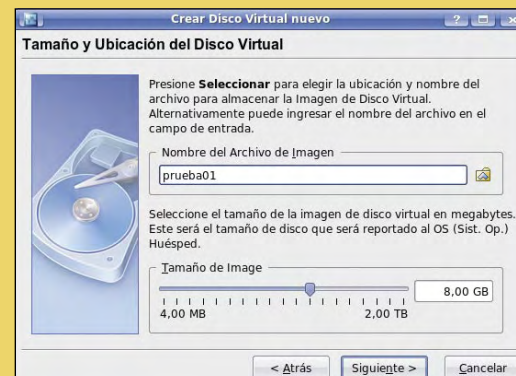 Crear Disco Virtual nuevo
Tamaño y Ubicación del Disco Virtual
Presione Seleccionar para elegir la ubicación y nombre del
archivo para almacenar la Imagen de Disco Virtual.
Alternativamente puede ingresar el nombre del archivo en el
campo de entrada.
Nombre del Archivo de Imagen
prueba01
Seleccione el tamaño de la imagen de disco virtual en megabytes.
Este será el tamaño de disco que será reportado al OS (Sist. Op.)
Huésped.
Tamaño de Image
8,00 GB
4,00 MB 2,00 TB
< Atrás Siguiente > Cancelar